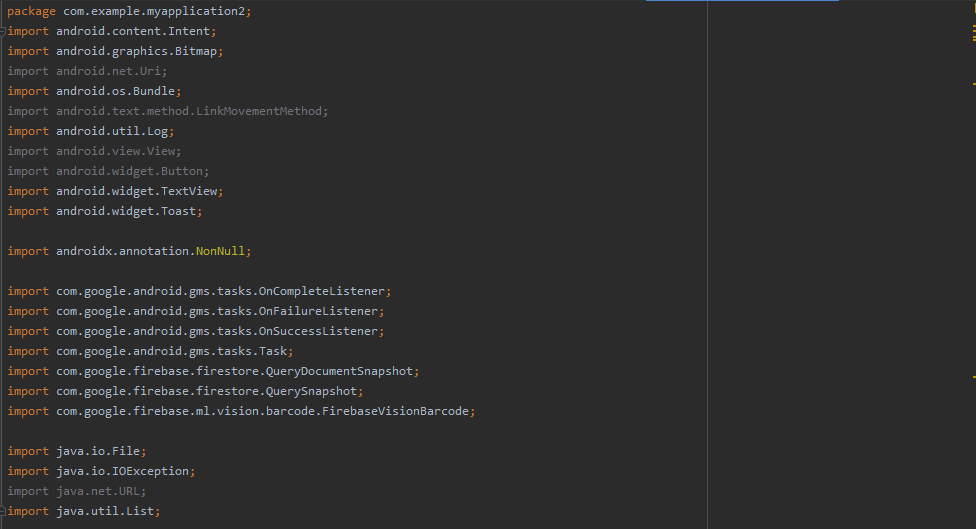 package com.example.myapplication2;
import android.content.Intent;
import android.graphics.Bitmap;
import android.net.Uri;
import android.os.Bundle;
import android.text.method.LinkMovementMethod;
import android.util.Log;
import android.view.View;
import android.widget.Button;
import android.widget.TextView;
import android.widget.Toast;
import androidx.annotation.NonNull;
import com.google.android.gms.tasks.OnCompleteListener;
import com.google.android.gms.tasks.OnFailureListener;
import com.google.android.gms.tasks.OnSuccessListener;
import com.google.android.gms.tasks.Task;
import com.google.firebase.firestore.QueryDocumentSnapshot;
import com.google.firebase.firestore.QuerySnapshot;
import com.google.firebase.ml.vision.barcode.FirebaseVisionBarcode;
import java.io.File;
import java.io.IOException;
import java.net.URL;
import java.util.List;